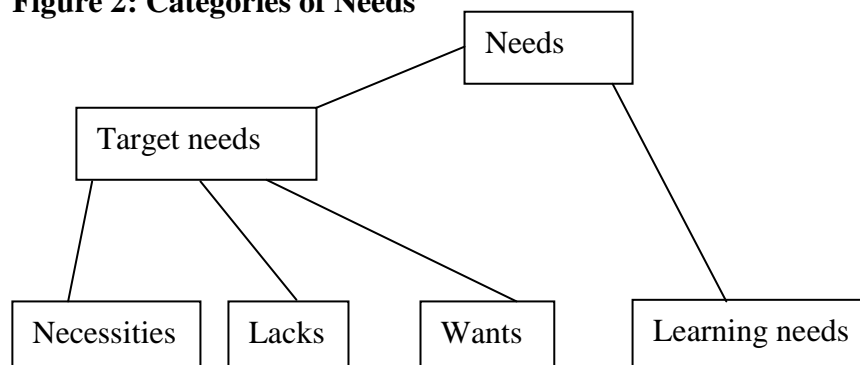 Figure 2: Categories of Needs
Needs
Target needs
Necessities
Lacks
Wants
Learning needs